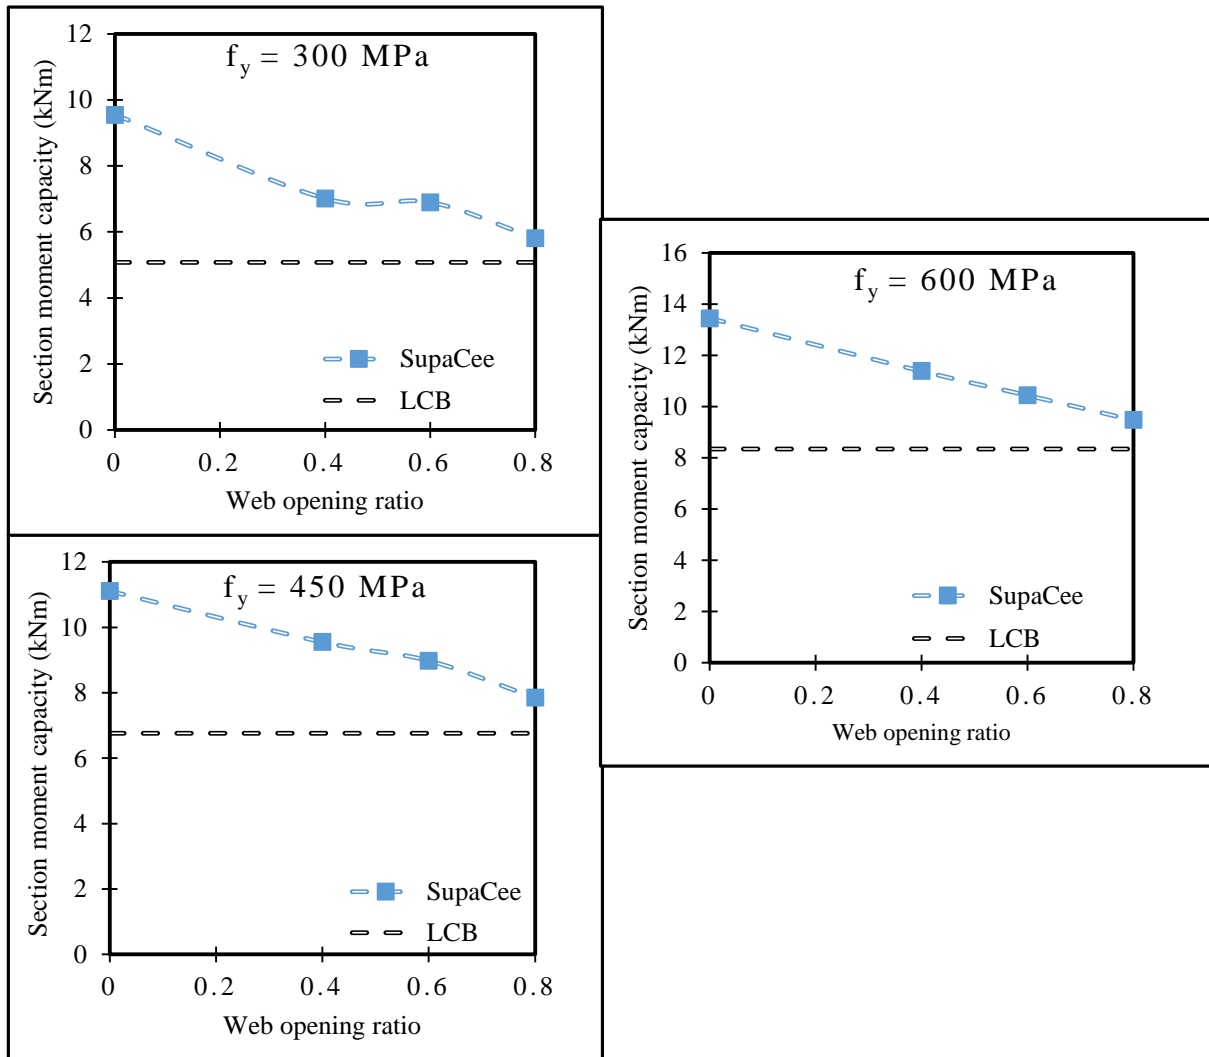 f_y = 300 MPa
Section moment capacity (kNm)
12
10
8
6
4
2
0
0 0.2 0.4 0.6 0.8
Web opening ratio
SupaCee
LCB
f_y = 600 MPa
Section moment capacity (kNm)
16
14
12
10
8
6
4
2
0
0 0.2 0.4 0.6 0.8
Web opening ratio
SupaCee
LCB
f_y = 450 MPa
Section moment capacity (kNm)
12
10
8
6
4
2
0
0 0.2 0.4 0.6 0.8
Web opening ratio
SupaCee
LCB